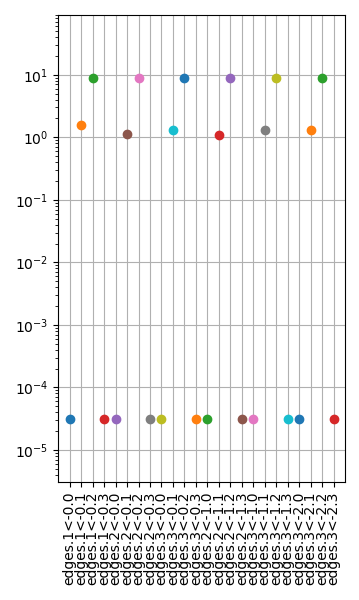 10¹
10⁰
10⁻¹
10⁻²
10⁻³
10⁻⁴
10⁻⁵
edges.1<-0.0
edges.1<-0.1
edges.1<-0.2
edges.1<-0.3
edges.2<-0.0
edges.2<-0.1
edges.2<-0.2
edges.2<-0.3
edges.3<-0.0
edges.3<-0.1
edges.3<-0.2
edges.3<-0.3
edges.2<-1.0
edges.2<-1.1
edges.2<-1.2
edges.2<-1.3
edges.3<-1.0
edges.3<-1.1
edges.3<-1.2
edges.3<-1.3
edges.3<-2.0
edges.3<-2.1
edges.3<-2.2
edges.3<-2.3